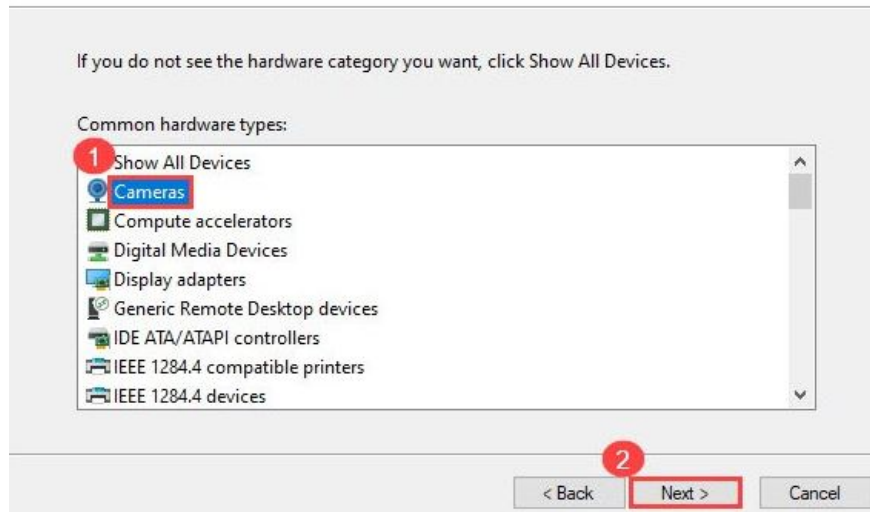 If you do not see the hardware category you want, click Show All Devices.
Common hardware types:
1
Show All Devices
Cameras
Compute accelerators
Digital Media Devices
Display adapters
Generic Remote Desktop devices
IDE ATA/ATAPI controllers
IEEE 1284.4 compatible printers
IEEE 1284.4 devices
2
< Back Next > Cancel